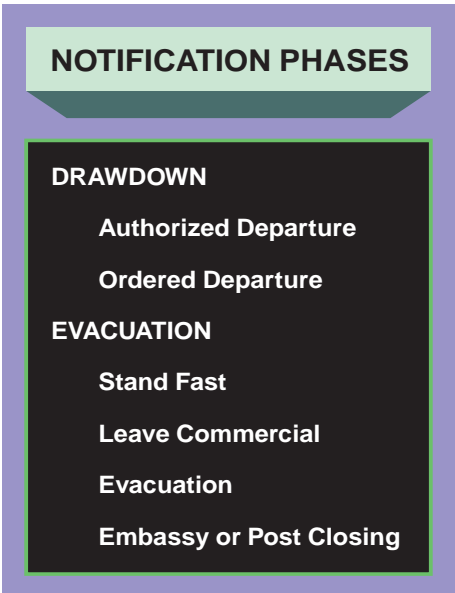 NOTIFICATION PHASES
DRAWDOWN
Authorized Departure
Ordered Departure
EVACUATION
Stand Fast
Leave Commercial
Evacuation
Embassy or Post Closing